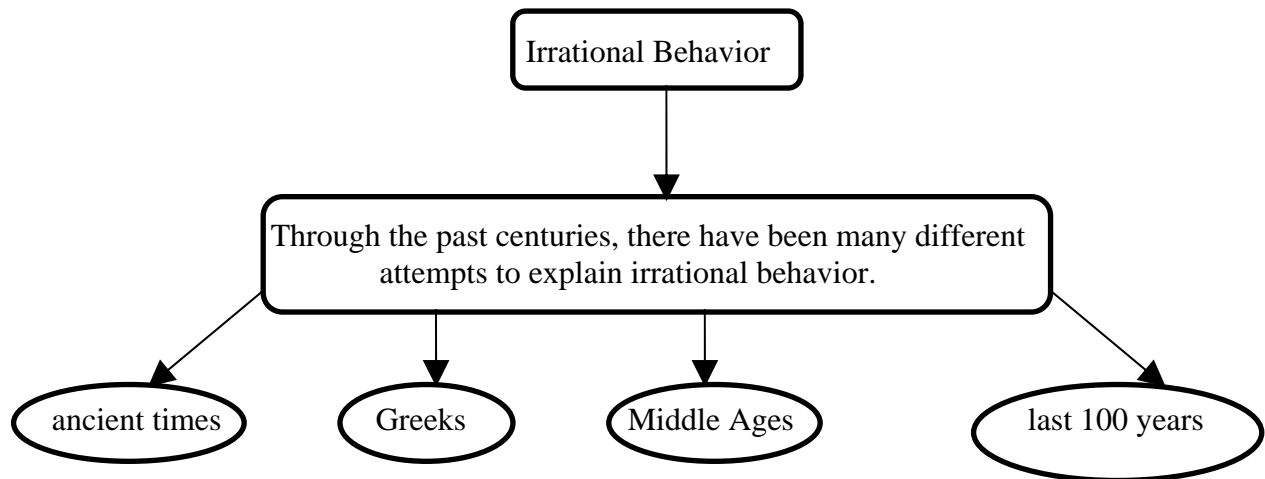 Irrational Behavior
Through the past centuries, there have been many different
attempts to explain irrational behavior.
ancient times
Greeks
Middle Ages
last 100 years